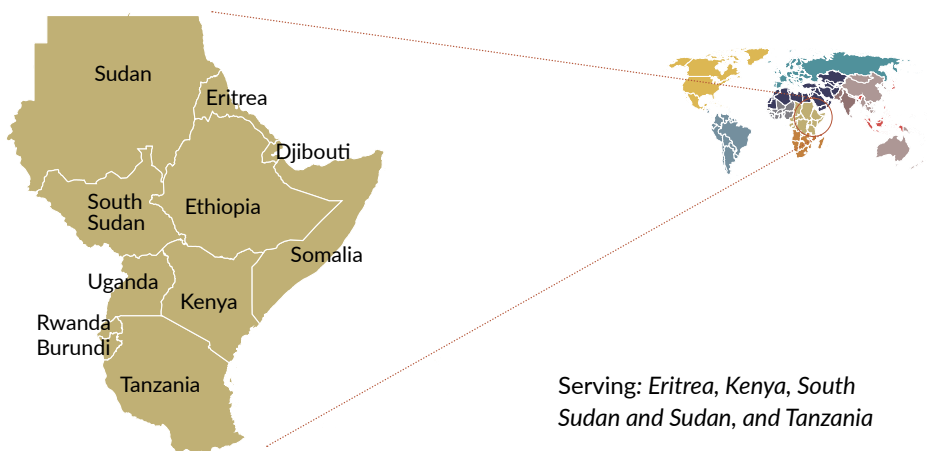 Sudan
Eritrea
Djibouti
South
Sudan
Ethiopia
Somalia
Uganda
Kenya
Rwanda
Burundi
Tanzania
Serving: Eritrea, Kenya, South
Sudan and Sudan, and Tanzania